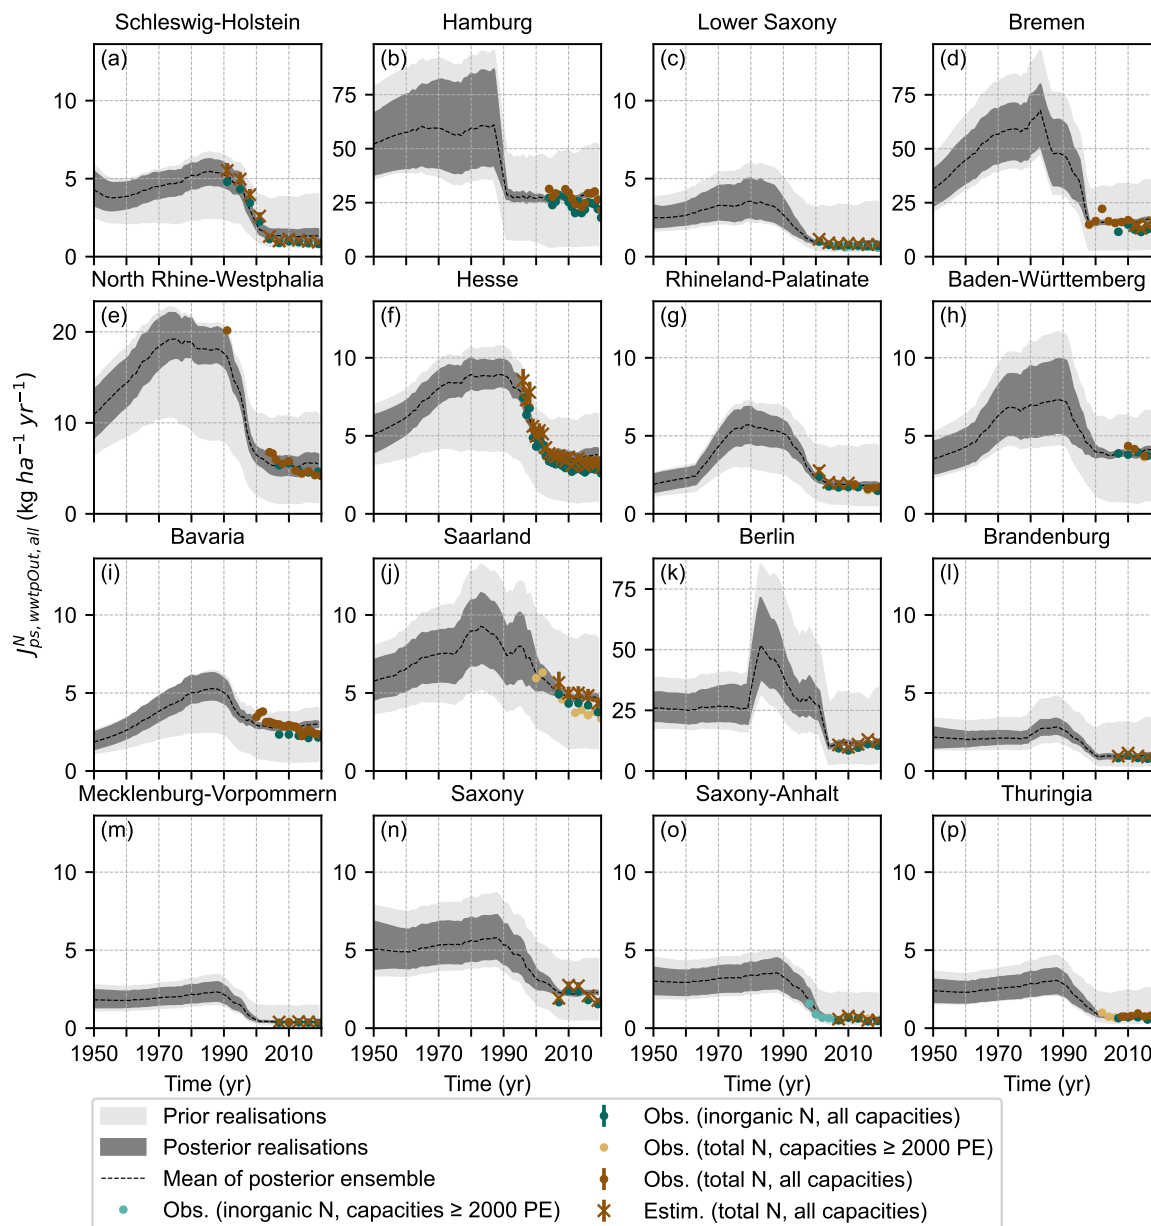 Schleswig-Holstein Hamburg Lower Saxony Bremen
(a) (b) (c) (d)
10 75 10 75
5 50 5 50
25 25
0 0 0 0
North Rhine-Westphalia Hesse Rhineland-Palatinate Baden-Württemberg
(e) (f) (g) (h)
20 10 10 10
10 5 5 5
0 0 0 0
J^N_{ps, wwtpOut, all} (kg ha⁻¹ yr⁻¹)
Bavaria Saarland Berlin Brandenburg
(i) (j) (k) (l)
10 10 75 10
5 5 50 5
25
0 0 0 0
Mecklenburg-Vorpommern Saxony Saxony-Anhalt Thuringia
(m) (n) (o) (p)
10 10 10 10
5 5 5 5
0 0 0 0
1950 1970 1990 2010 1950 1970 1990 2010 1950 1970 1990 2010 1950 1970 1990 2010
Time (yr) Time (yr) Time (yr) Time (yr)
Prior realisations
Posterior realisations
Mean of posterior ensemble
Obs. (inorganic N, capacities ≥ 2000 PE)
Obs. (inorganic N, all capacities)
Obs. (total N, capacities ≥ 2000 PE)
Obs. (total N, all capacities)
Estim. (total N, all capacities)